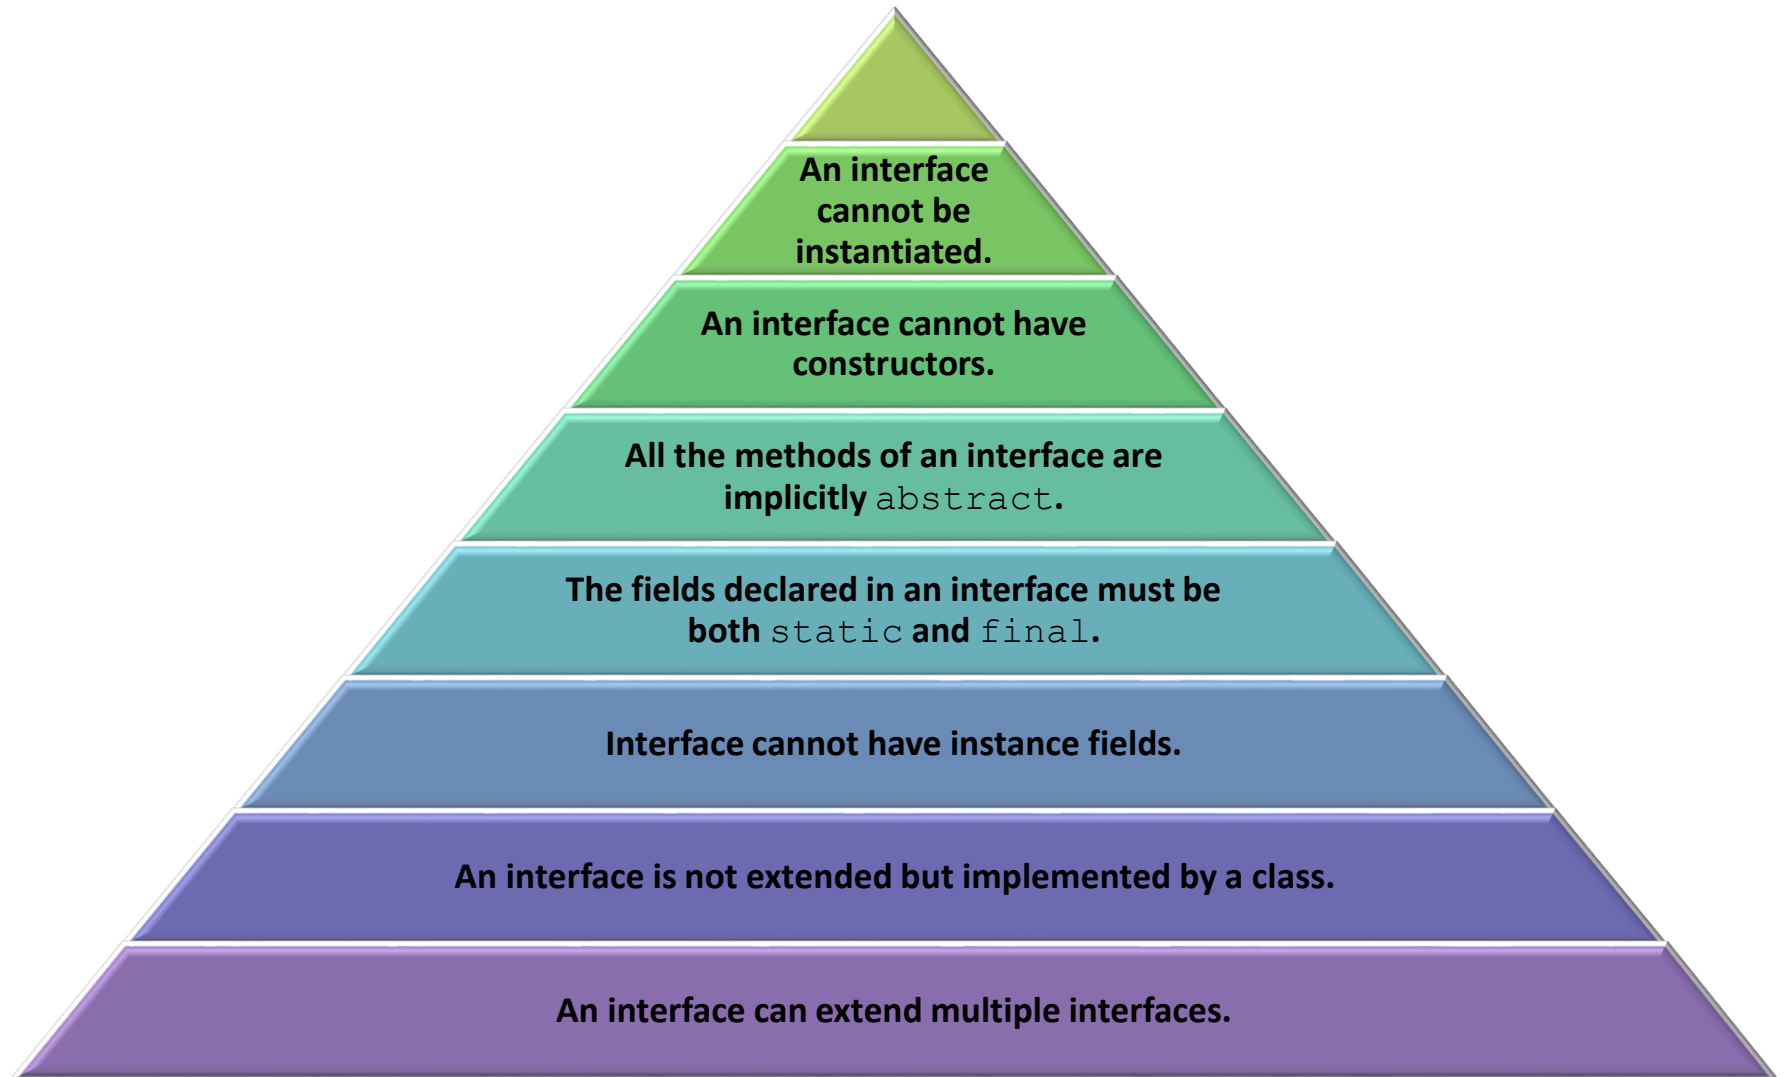 An interface
cannot be
instantiated.
An interface cannot have
constructors.
All the methods of an interface are
implicitly abstract.
The fields declared in an interface must be
both static and final.
Interface cannot have instance fields.
An interface is not extended but implemented by a class.
An interface can extend multiple interfaces.